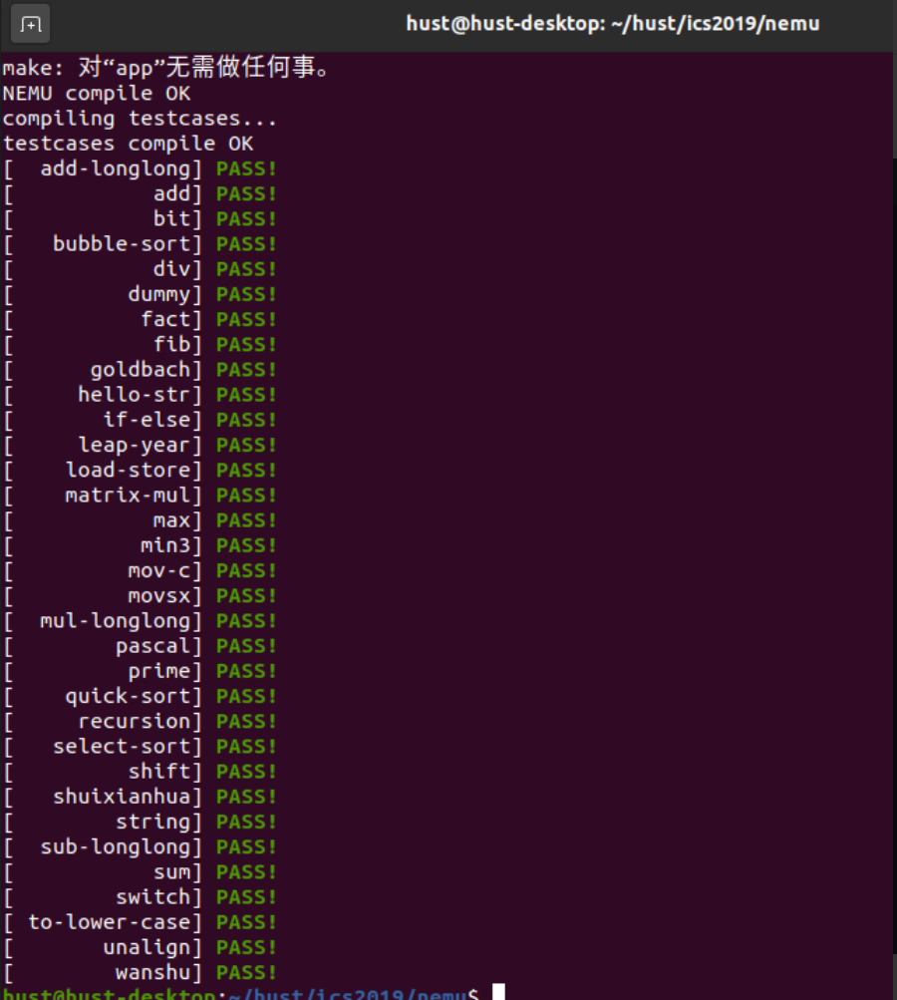 hust@hust-desktop: ~/hust/ics2019/nemu
make: 对“app”无需做任何事。
NEMU compile OK
compiling testcases...
testcases compile OK
[  add-longlong] PASS!
[           add] PASS!
[           bit] PASS!
[   bubble-sort] PASS!
[           div] PASS!
[         dummy] PASS!
[          fact] PASS!
[           fib] PASS!
[      goldbach] PASS!
[     hello-str] PASS!
[       if-else] PASS!
[     leap-year] PASS!
[    load-store] PASS!
[    matrix-mul] PASS!
[           max] PASS!
[          min3] PASS!
[         mov-c] PASS!
[         movsx] PASS!
[  mul-longlong] PASS!
[        pascal] PASS!
[         prime] PASS!
[    quick-sort] PASS!
[     recursion] PASS!
[   select-sort] PASS!
[         shift] PASS!
[   shuixianhua] PASS!
[        string] PASS!
[  sub-longlong] PASS!
[           sum] PASS!
[        switch] PASS!
[ to-lower-case] PASS!
[       unalign] PASS!
[        wanshu] PASS!
hust@hust-desktop:~/hust/ics2019/nemu$